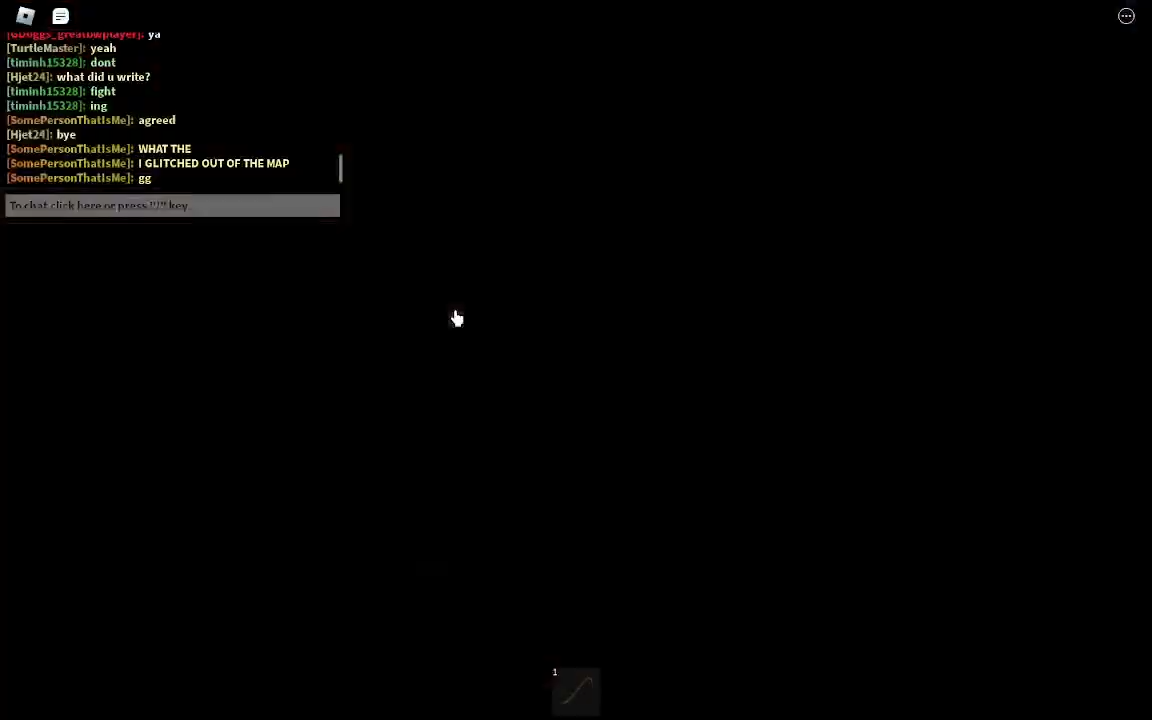 [GDoggs_greatbwplayer]: ya
[TurtleMaster]: yeah
[timinh15328]: dont
[Hjet24]: what did u write?
[timinh15328]: fight
[timinh15328]: ing
[SomePersonThatIsMe]: agreed
[Hjet24]: bye
[SomePersonThatIsMe]: WHAT THE
[SomePersonThatIsMe]: I GLITCHED OUT OF THE MAP
[SomePersonThatIsMe]: gg
To chat click here or press "/" key.
1